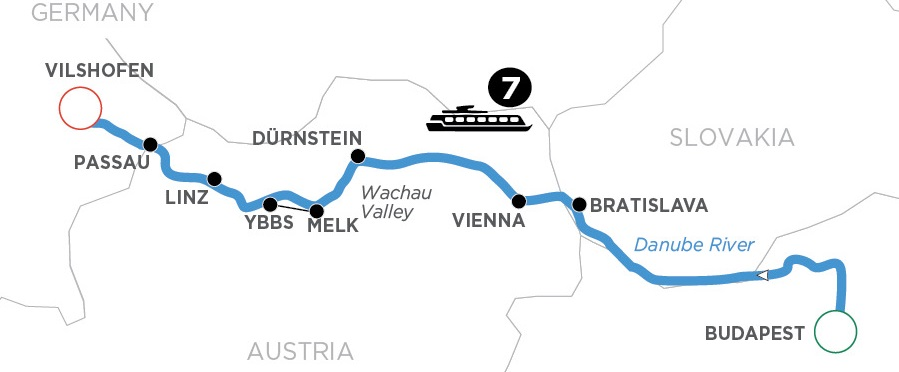 GERMANY
VILSHOFEN
7
DÜRNSTEIN
SLOVAKIA
PASSAU
LINZ
Wachau
Valley
YBBS
MELK
VIENNA
BRATISLAVA
Danube River
BUDAPEST
AUSTRIA